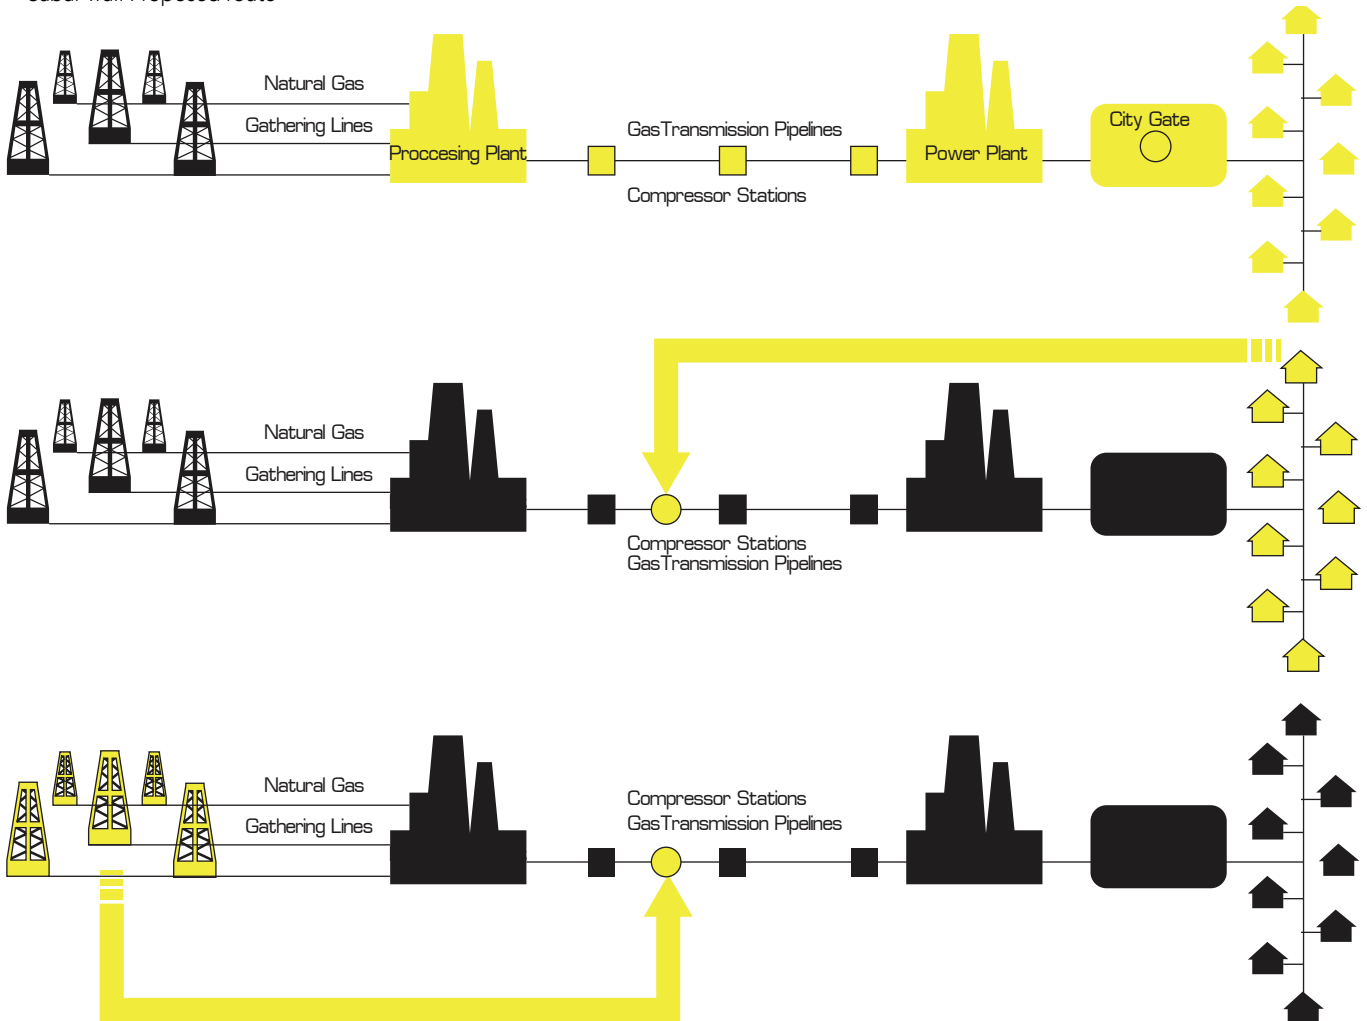 Natural Gas
Gathering Lines
Proccesing Plant
GasTransmission Pipelines
Compressor Stations
Power Plant
City Gate
Natural Gas
Gathering Lines
Compressor Stations
GasTransmission Pipelines
Natural Gas
Gathering Lines
Compressor Stations
GasTransmission Pipelines